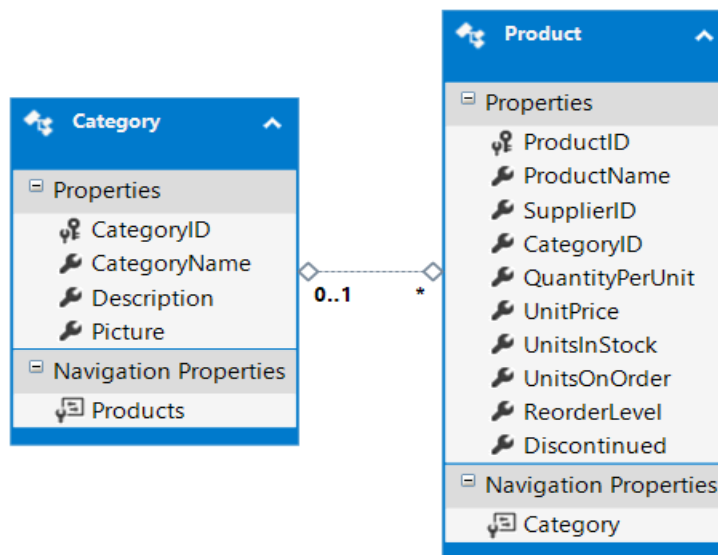 Category
Properties
CategoryID
CategoryName
Description
Picture
Navigation Properties
Products
0..1
*
Product
Properties
ProductID
ProductName
SupplierID
CategoryID
QuantityPerUnit
UnitPrice
UnitsInStock
UnitsOnOrder
ReorderLevel
Discontinued
Navigation Properties
Category